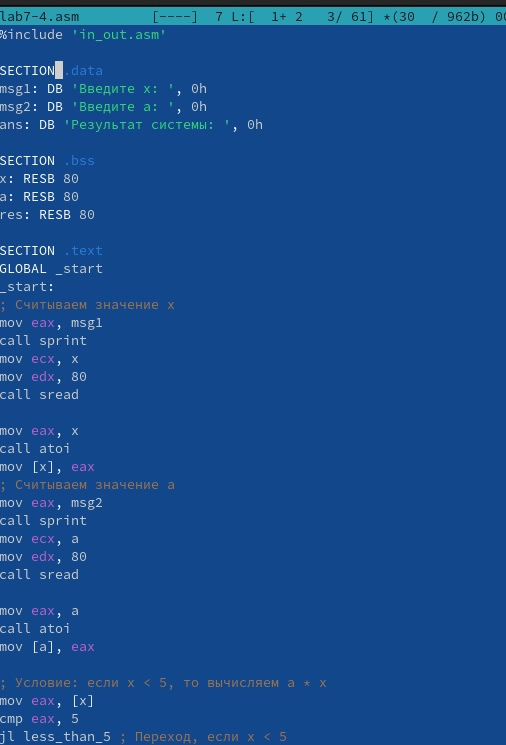 lab7-4.asm [----] 7 L:[ 1+ 2 3/ 61] *(30 / 962b)
%include 'in_out.asm'
SECTION .data
msg1: DB 'Введите x: ', 0h
msg2: DB 'Введите a: ', 0h
ans: DB 'Результат системы: ', 0h
SECTION .bss
x: RESB 80
a: RESB 80
res: RESB 80
SECTION .text
GLOBAL _start
_start:
; Считываем значение x
mov eax, msg1
call sprint
mov ecx, x
mov edx, 80
call sread
mov eax, x
call atoi
mov [x], eax
; Считываем значение a
mov eax, msg2
call sprint
mov ecx, a
mov edx, 80
call sread
mov eax, a
call atoi
mov [a], eax
; Условие: если x < 5, то вычисляем a * x
mov eax, [x]
cmp eax, 5
jl less_than_5 ; Переход, если x < 5